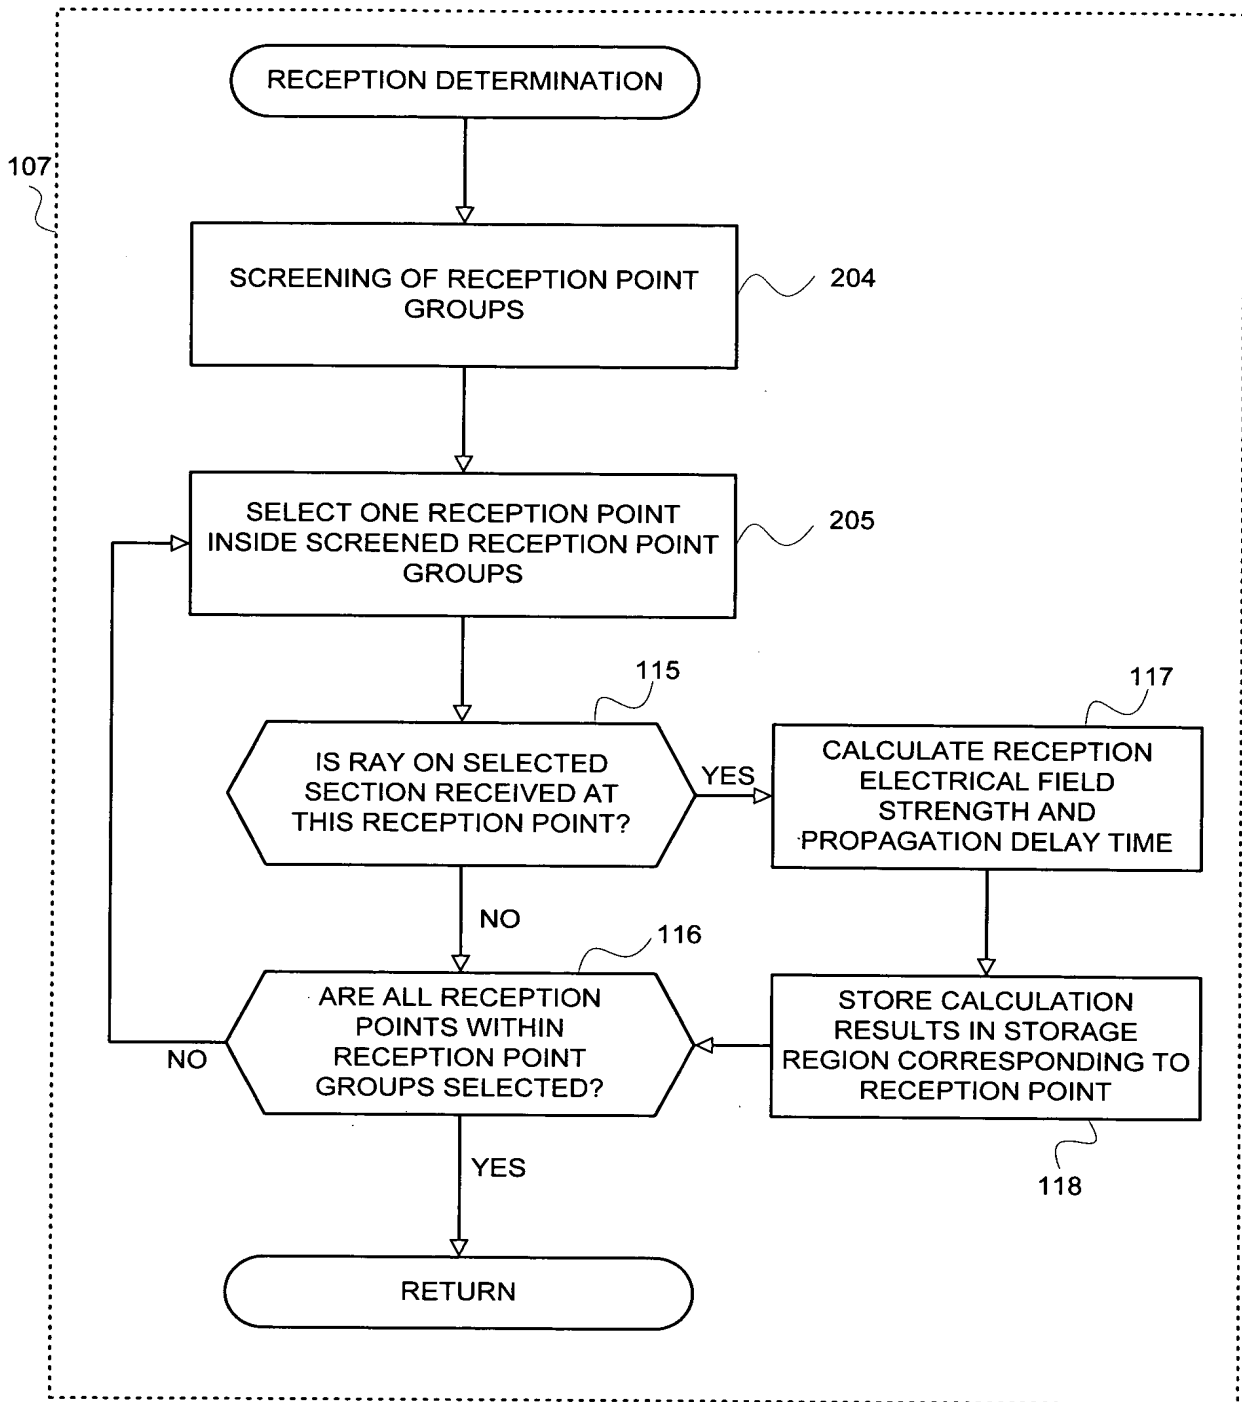 RECEPTION DETERMINATION
107
SCREENING OF RECEPTION POINT
GROUPS
204
SELECT ONE RECEPTION POINT
INSIDE SCREENED RECEPTION POINT
GROUPS
205
115
IS RAY ON SELECTED
SECTION RECEIVED AT
THIS RECEPTION POINT?
YES
117
CALCULATE RECEPTION
ELECTRICAL FIELD
STRENGTH AND
PROPAGATION DELAY TIME
NO
116
ARE ALL RECEPTION
POINTS WITHIN
RECEPTION POINT
GROUPS SELECTED?
NO
STORE CALCULATION
RESULTS IN STORAGE
REGION CORRESPONDING TO
RECEPTION POINT
118
YES
RETURN